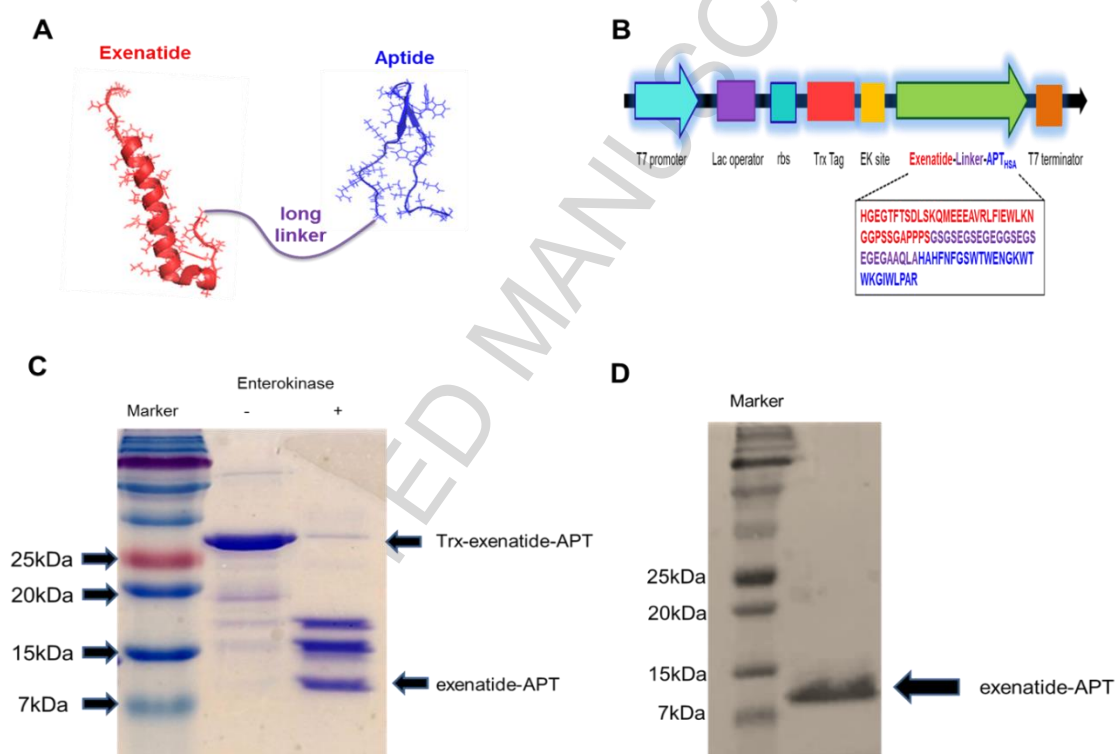 A
Exenatide
Aptide
long
linker
B
T7 promoter
Lac operator
rbs
Trx Tag
EK site
Exenatide-Linker-APTHSA
T7 terminator
HGEGTFTSDLSKQMEEEAVRLFIEWLKN
GGPSSGAPPPSGSGSEGSEGEGGSEGS
EGEGAAQLAHAHFNFGSWTWENGKWT
WKGIWLPAR
C
Enterokinase
Marker
-
+
25kDa
20kDa
15kDa
7kDa
Trx-exenatide-APT
exenatide-APT
D
Marker
25kDa
20kDa
15kDa
7kDa
exenatide-APT
ED MANUSC